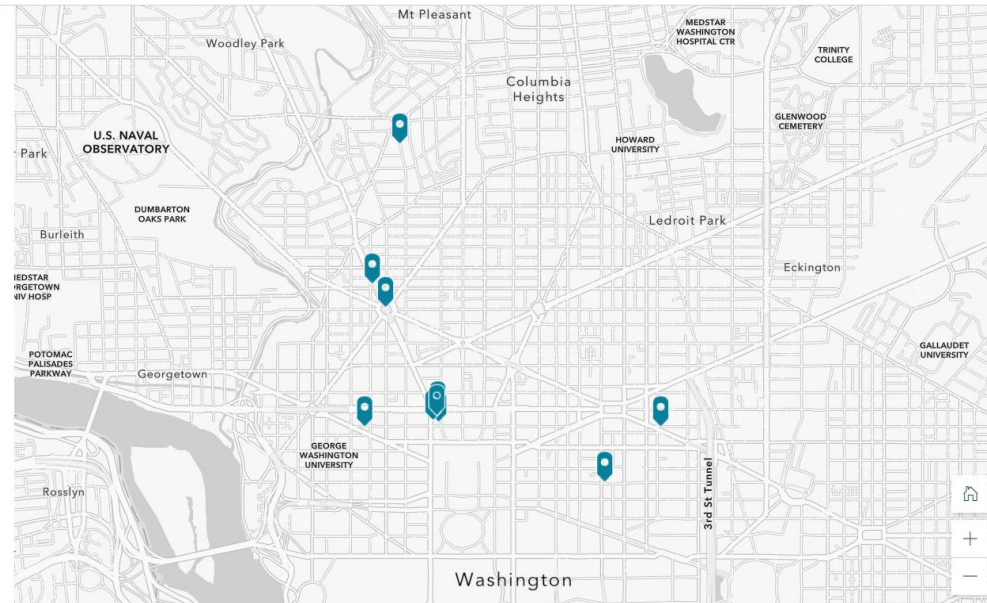 Mt Pleasant
MEDSTAR
WASHINGTON
HOSPITAL CTR
Woodley Park
TRINITY
COLLEGE
Columbia
Heights
GLENWOOD
CEMETERY
U.S. NAVAL
OBSERVATORY
HOWARD
UNIVERSITY
Park
DUMBARTON
OAKS PARK
Ledroit Park
Burleith
Eckington
MEDSTAR
ORGETOWN
NIV HOSP
GALLAUDET
UNIVERSITY
POTOMAC
PALISADES
PARKWAY
Georgetown
GEORGE
WASHINGTON
UNIVERSITY
3rd St Tunnel
Rosslyn
Washington